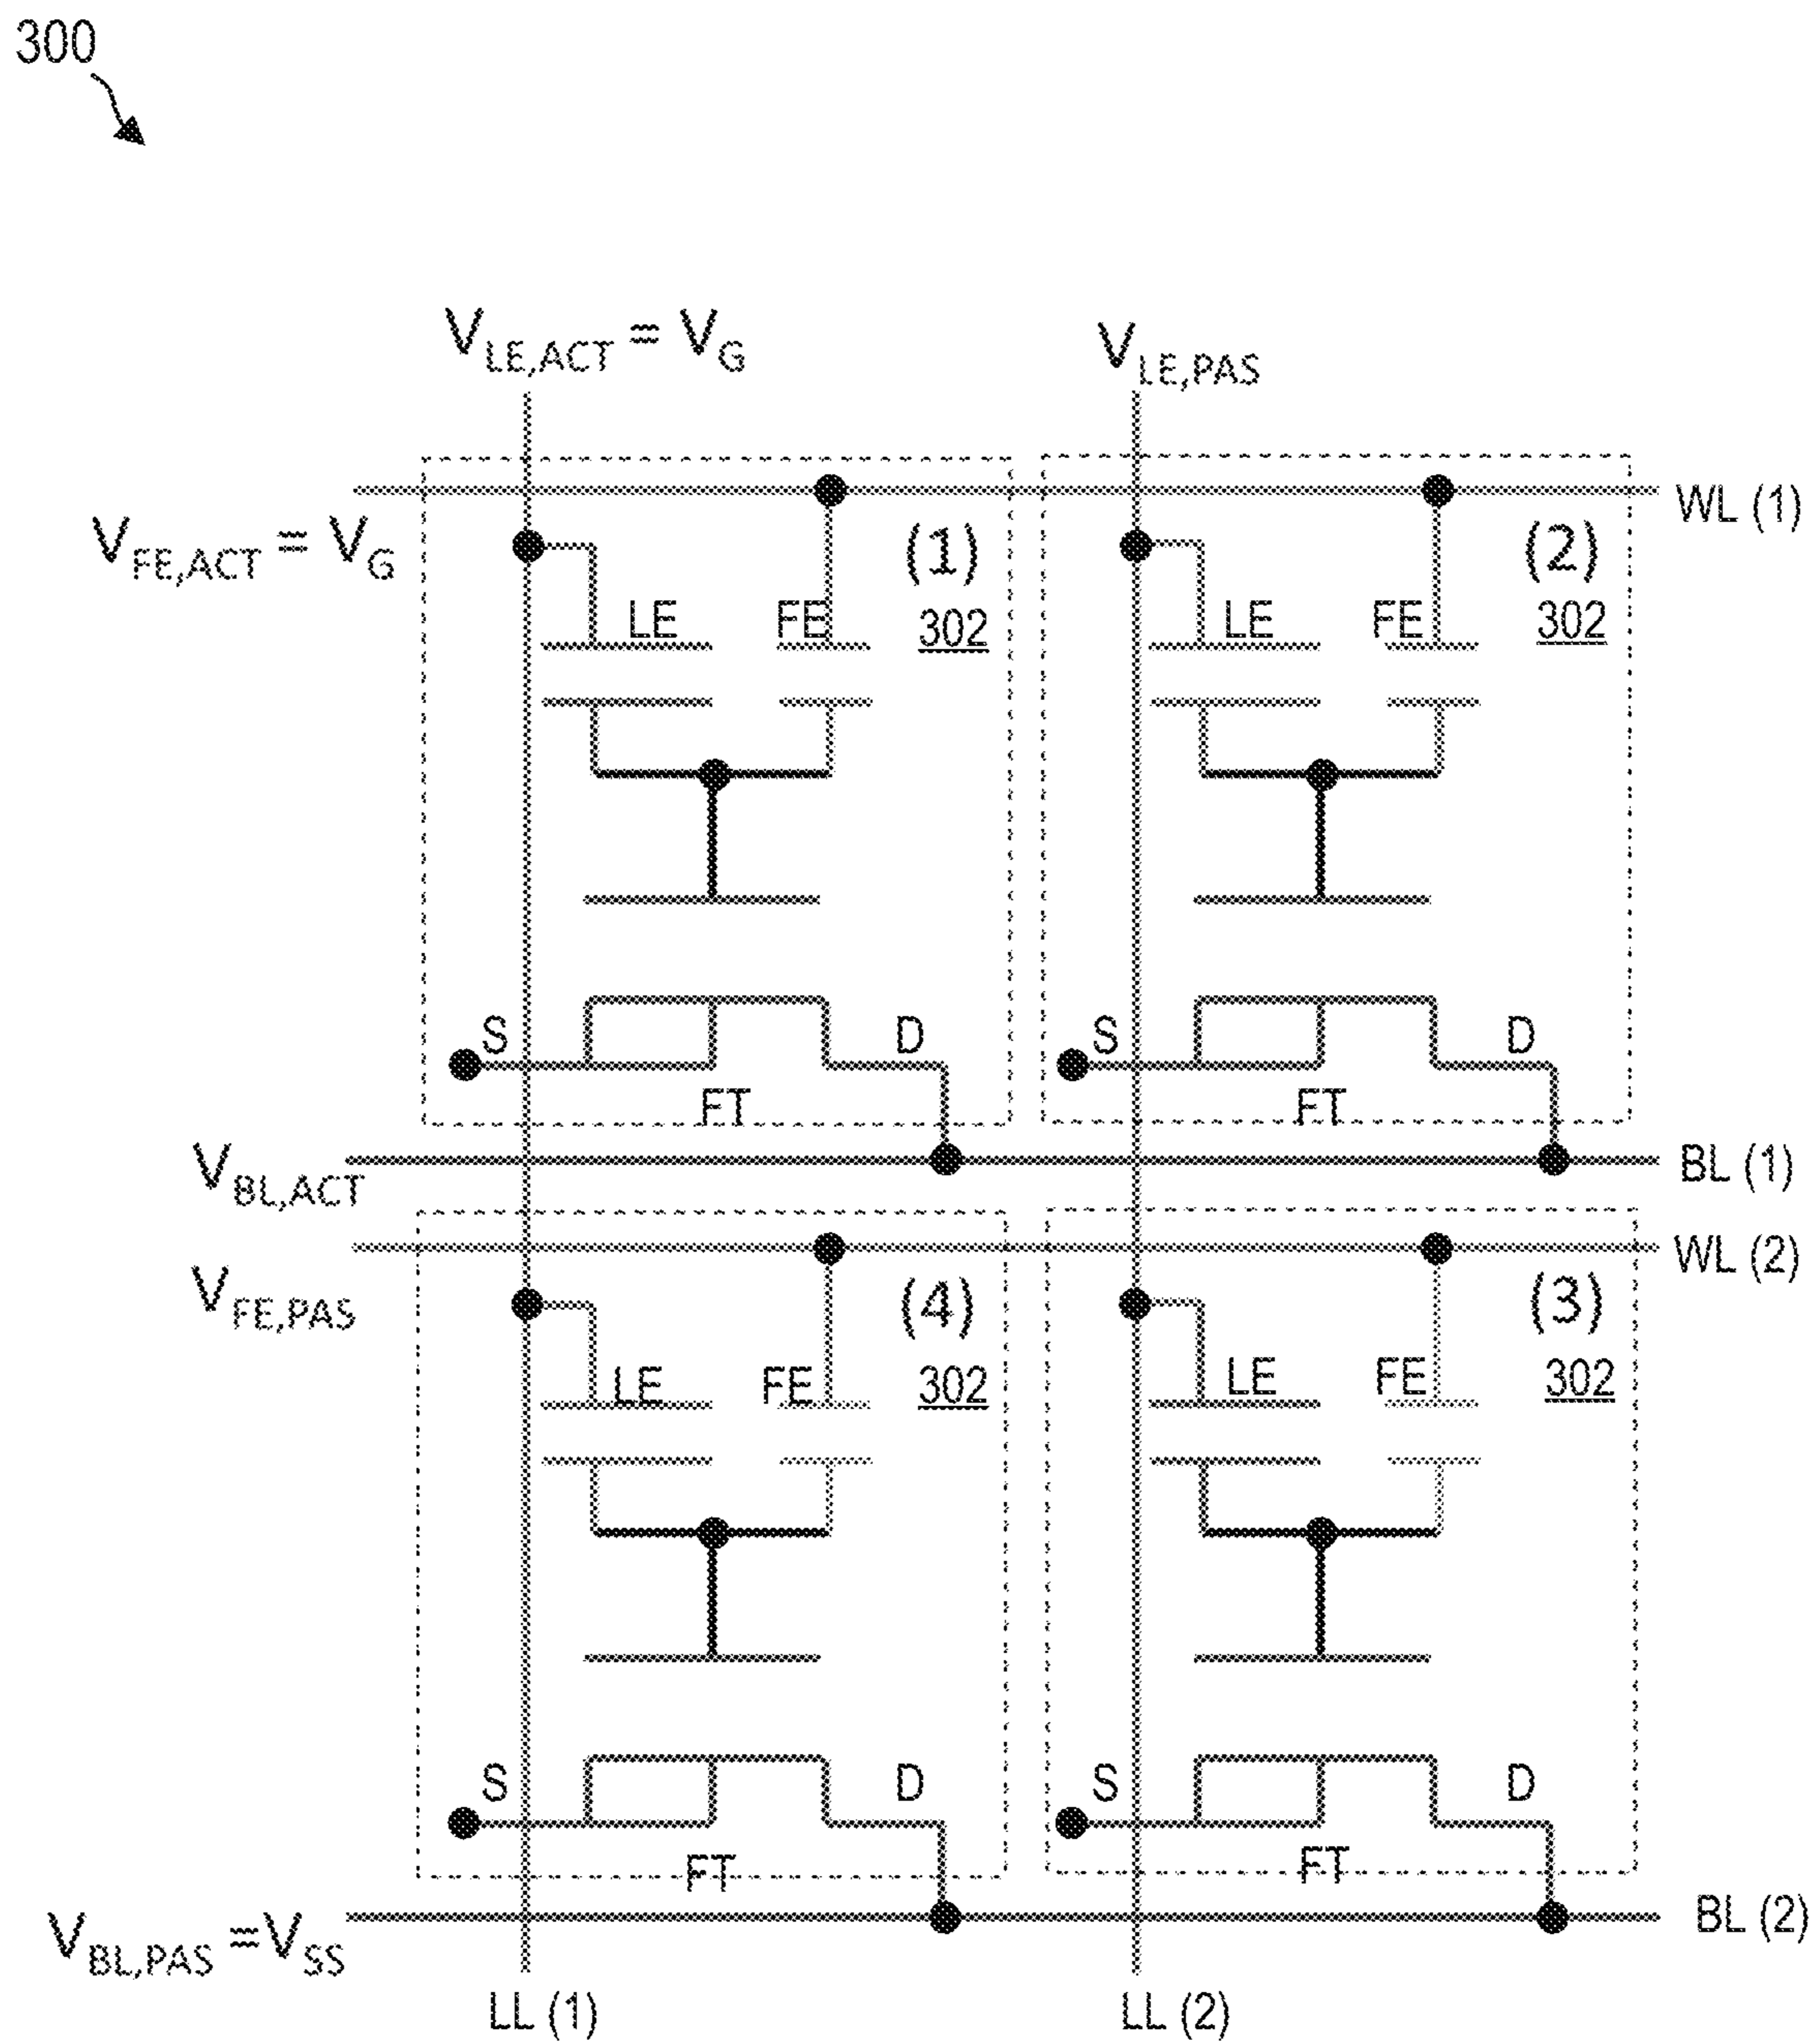 300
V_LE,ACT = V_G
V_LE,PAS
WL (1)
V_FE,ACT = V_G
(1)
(2)
LE FE 302
LE FE 302
S D
S D
FT
FT
V_BL,ACT
BL (1)
WL (2)
V_FE,PAS
(4)
(3)
LE FE 302
LE FE 302
S D
S D
FT
FT
V_BL,PAS =V_SS
BL (2)
LL (1)
LL (2)